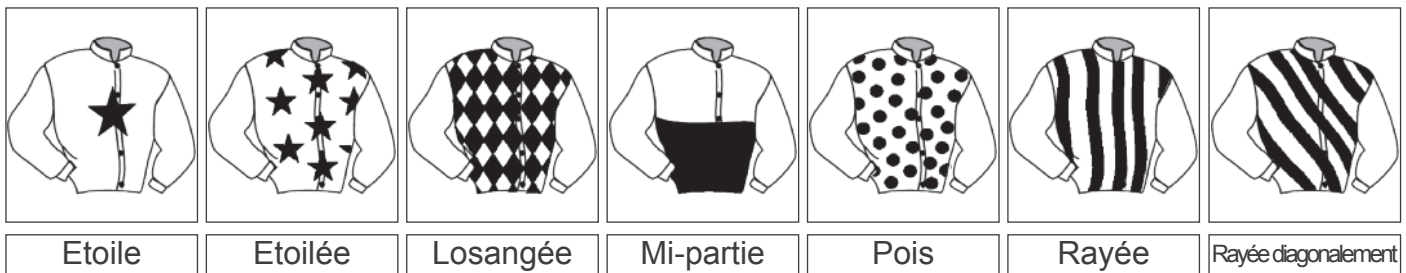 Etoile
Etoilée
Losangée
Mi-partie
Pois
Rayée
Rayée diagonalement